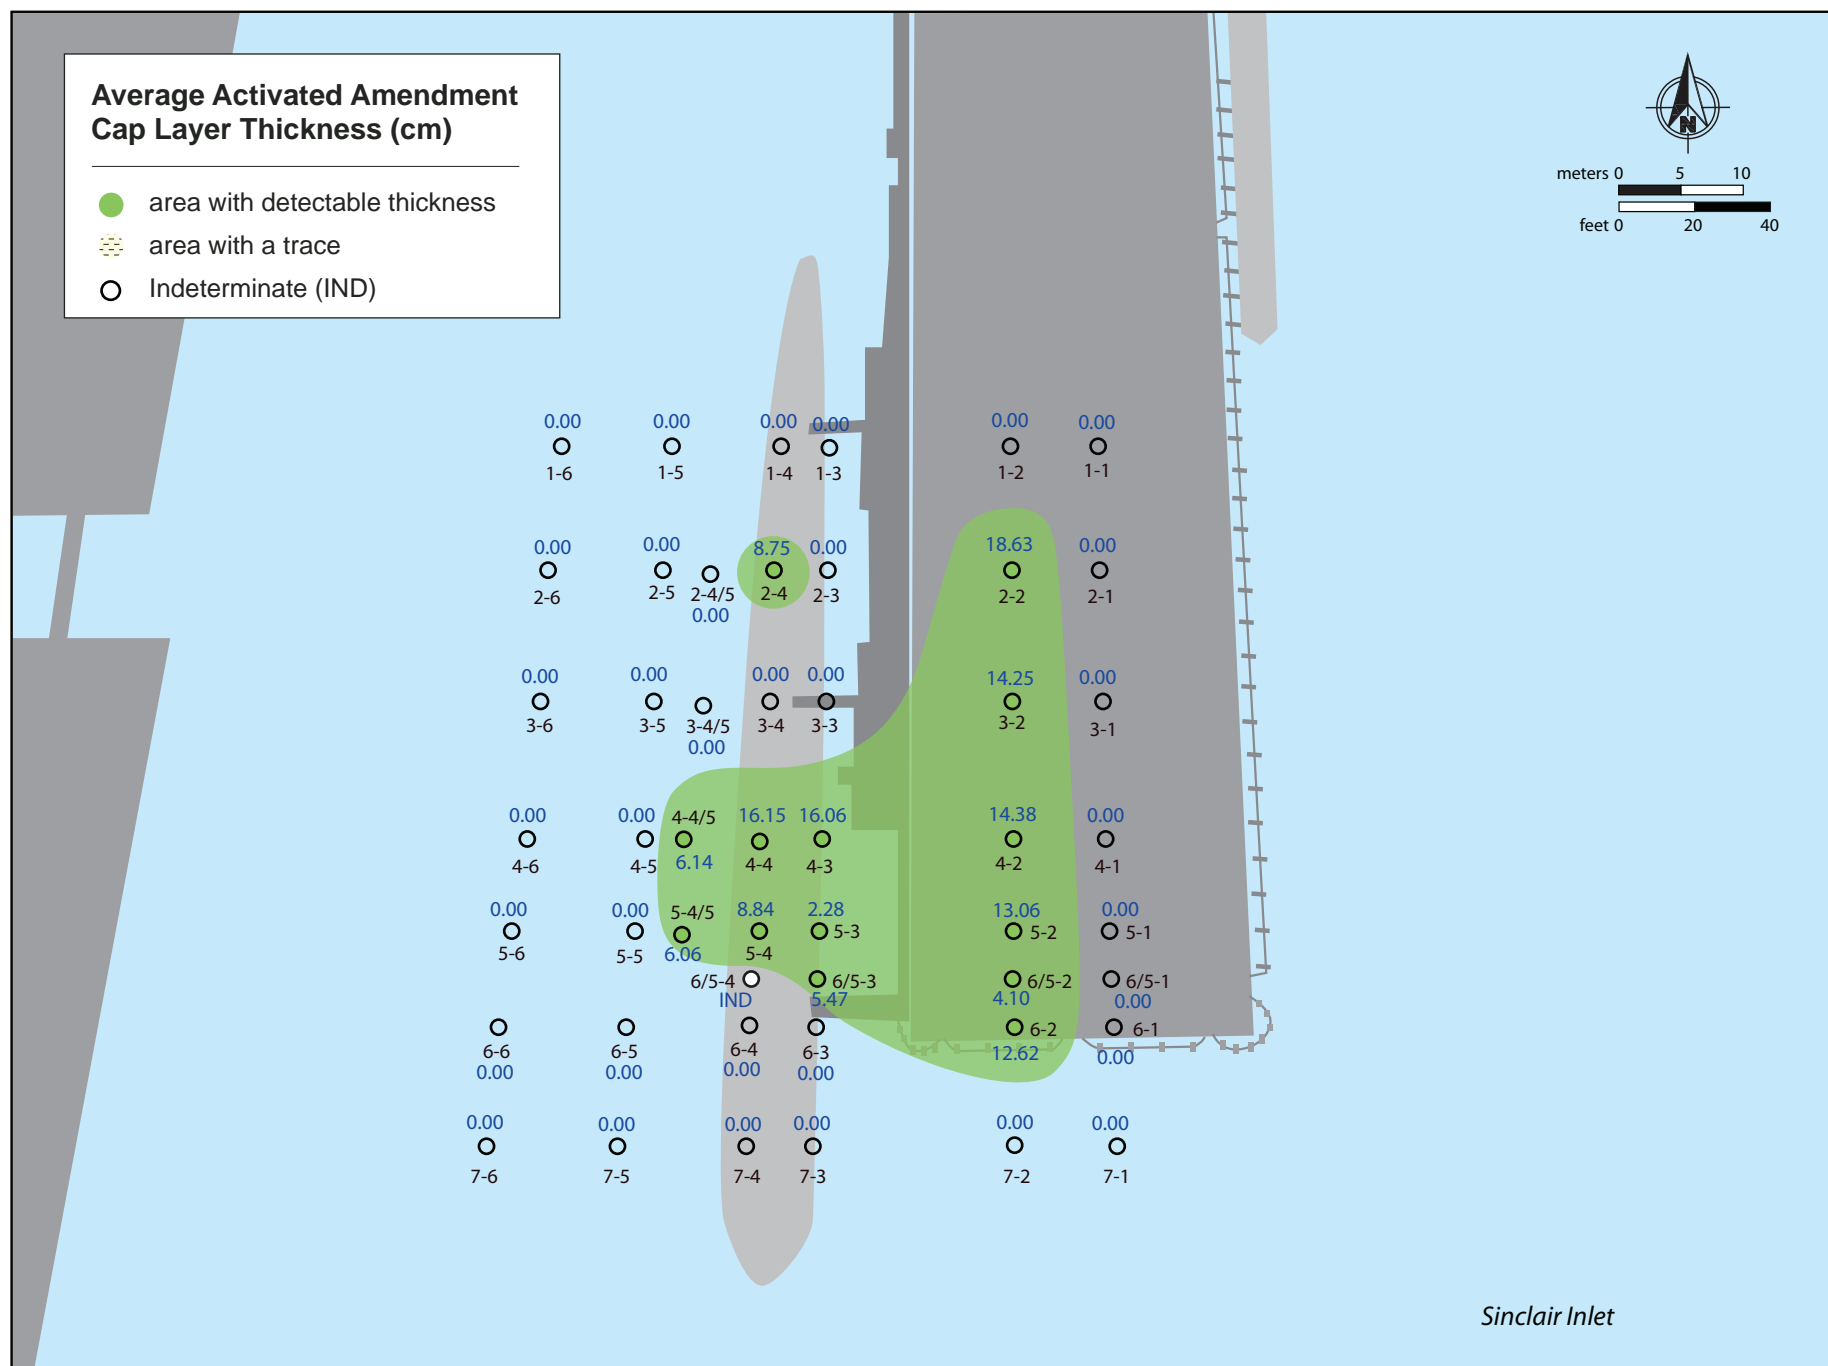 Average Activated Amendment
Cap Layer Thickness (cm)
area with detectable thickness
area with a trace
Indeterminate (IND)
N
meters 0 5 10
feet 0 20 40
0.00 0.00 0.00 0.00 0.00 0.00
1-6 1-5 1-4 1-3 1-2 1-1
0.00 0.00 8.75 0.00 18.63 0.00
2-6 2-5 2-4/5 2-4 2-3 2-2 2-1
0.00
0.00 0.00 0.00 0.00 14.25 0.00
3-6 3-5 3-4/5 3-4 3-3 3-2 3-1
0.00
0.00 0.00 4-4/5 16.15 16.06 14.38 0.00
4-6 4-5 6.14 4-4 4-3 4-2 4-1
0.00 0.00 5-4/5 8.84 2.28 13.06 0.00
5-3 5-2 5-1
5-6 5-5 6.06 5-4
6/5-4 6/5-3 6/5-2 6/5-1
IND 5.47 4.10 0.00
6-2 6-1
6-6 6-5 6-4 6-3
0.00 0.00 0.00 0.00 12.62 0.00
0.00 0.00 0.00 0.00 0.00 0.00
7-6 7-5 7-4 7-3 7-2 7-1
Sinclair Inlet